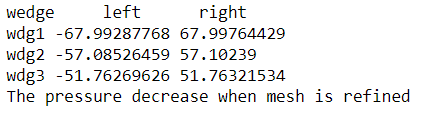 wedge left right
wdg1 -67.99287768 67.99764429
wdg2 -57.08526459 57.10239
wdg3 -51.76269626 51.76321534
The pressure decrease when mesh is refined